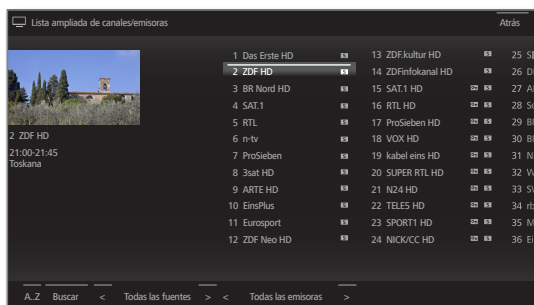 Lista ampliada de canales/emisoras Atrás
1 Das Erste HD
2 ZDF HD
3 BR Nord HD
4 SAT.1
5 RTL
6 n-tv
7 ProSieben
8 3sat HD
9 ARTE HD
10 EinsPlus
11 Eurosport
12 ZDF Neo HD
13 ZDF.kultur HD
14 ZDFinfokanal HD
15 SAT.1 HD
16 RTL HD
17 ProSieben HD
18 VOX HD
19 kabel eins HD
20 SUPER RTL HD
21 N24 HD
22 TELE5 HD
23 SPORT1 HD
24 NICK/CC HD
25
26
27
28
29
30
31
32
33
34
35
36
2 ZDF HD
21:00-21:45
Toskana
A..Z Buscar < Todas las fuentes > < Todas las emisoras >